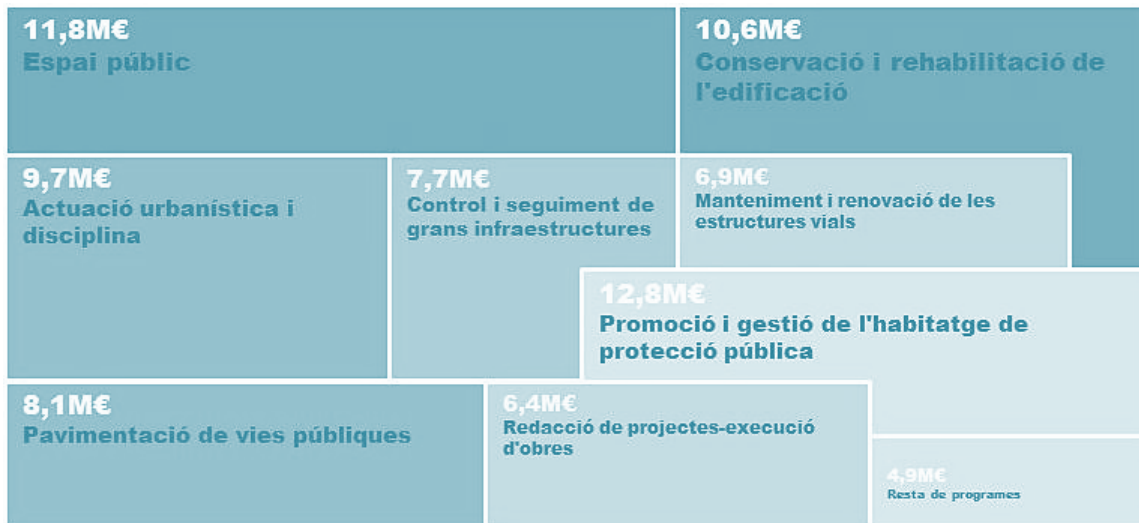 11,8M€
Espai públic
10,6M€
Conservació i rehabilitació de
l'edificació
9,7M€
Actuació urbanística i
disciplina
7,7M€
Control i seguiment de
grans infraestructures
6,9M€
Manteniment i renovació de les
estructures vials
12,8M€
Promoció i gestió de l'habitatge de
protecció pública
8,1M€
Pavimentació de vies públiques
6,4M€
Redacció de projectes-execució
d'obres
4,9M€
Resta de programes